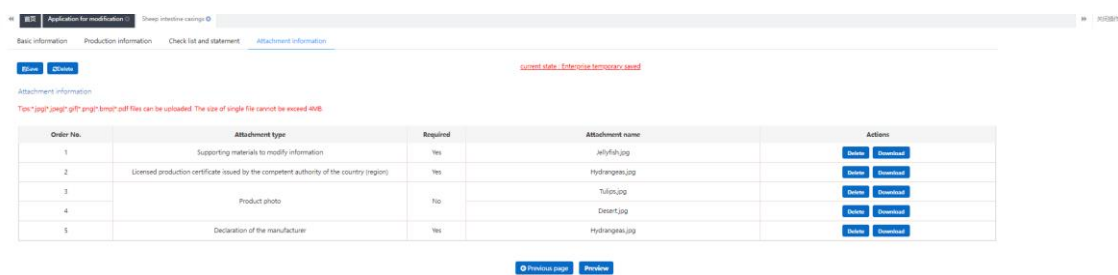 首页 Application for modification Sheep intestine casings 关闭操作
Basic information Production information Check list and statement Attachment information
Save Delete current state : Enterprise temporary saved
Attachment information
Tips:*.jpg|*.jpeg|*.gif|*.png|*.bmp|*.pdf files can be uploaded. The size of single file cannot be exceed 4MB.
Order No. Attachment type Required Attachment name Actions
1 Supporting materials to modify information Yes Jellyfish.jpg Delete Download
2 Licensed production certificate issued by the competent authority of the country (region) Yes Hydrangeas.jpg Delete Download
3 Product photo No Tulips.jpg Delete Download
4 Desert.jpg Delete Download
5 Declaration of the manufacturer Yes Hydrangeas.jpg Delete Download
Previous page Preview